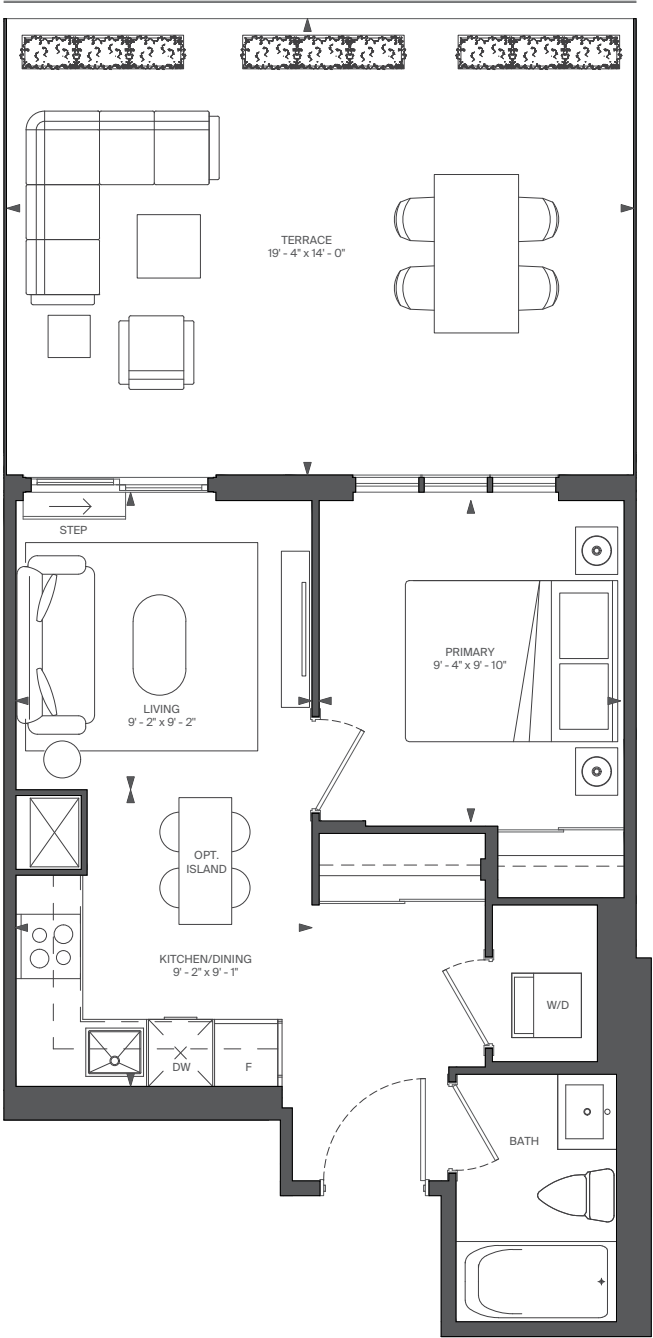 TERRACE
19' - 4" x 14' - 0"
STEP
PRIMARY
9' - 4" x 9' - 10"
LIVING
9' - 2" x 9' - 2"
OPT.
ISLAND
KITCHEN/DINING
9' - 2" x 9' - 1"
W/D
DW
F
BATH